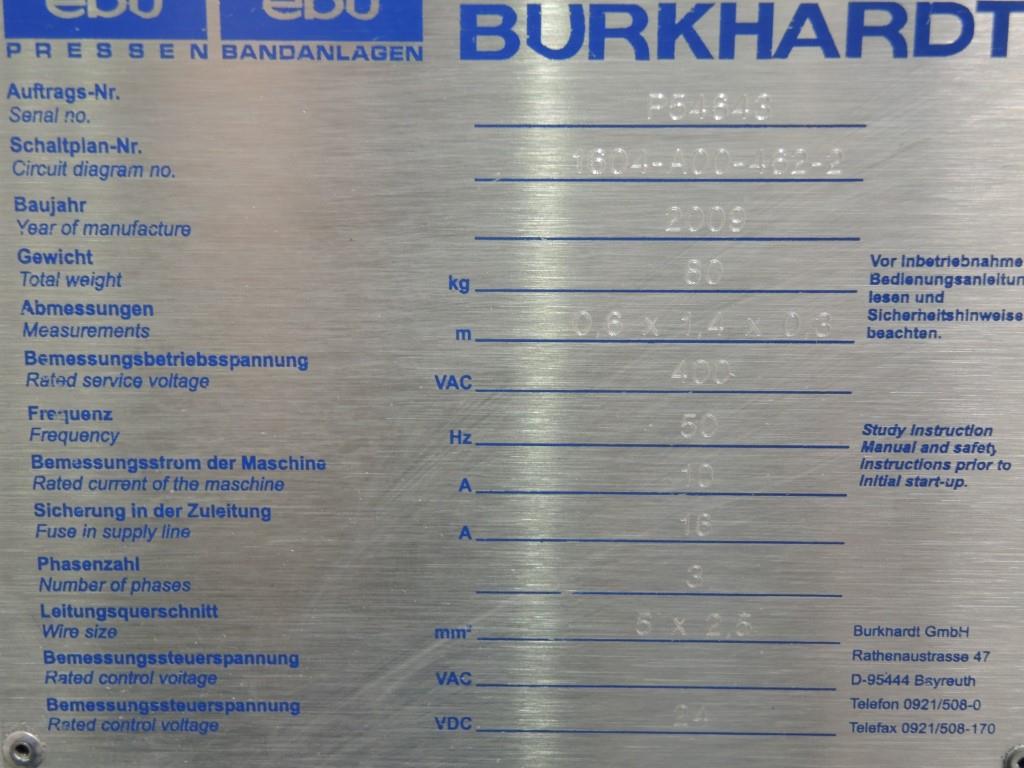 ebu ebu BURKHARDT
PRESSEN BANDANLAGEN
Auftrags-Nr.
Serial no. P54643
Schaltplan-Nr.
Circuit diagram no. 1604-A00-462-2
Baujahr
Year of manufacture 2009
Gewicht
Total weight kg 80
Abmessungen
Measurements m 0,6 x 1,4 x 0,3
Bemessungsbetriebsspannung
Rated service voltage VAC 400
Frequenz
Frequency Hz 50
Bemessungsstrom der Maschine
Rated current of the maschine A 10
Sicherung in der Zuleitung
Fuse in supply line A 16
Phasenzahl
Number of phases 3
Leitungsquerschnitt
Wire size mm² 5 x 2,5
Bemessungssteuerspannung
Rated control voltage VAC
Bemessungssteuerspannung
Rated control voltage VDC 24
Vor Inbetriebnahme
Bedienungsanleitun
lesen und
Sicherheitshinweise
beachten.
Study Instruction
Manual and safety
instructions prior to
initial start-up.
Burkhardt GmbH
Rathenaustrasse 47
D-95444 Bayreuth
Telefon 0921/508-0
Telefax 0921/508-170